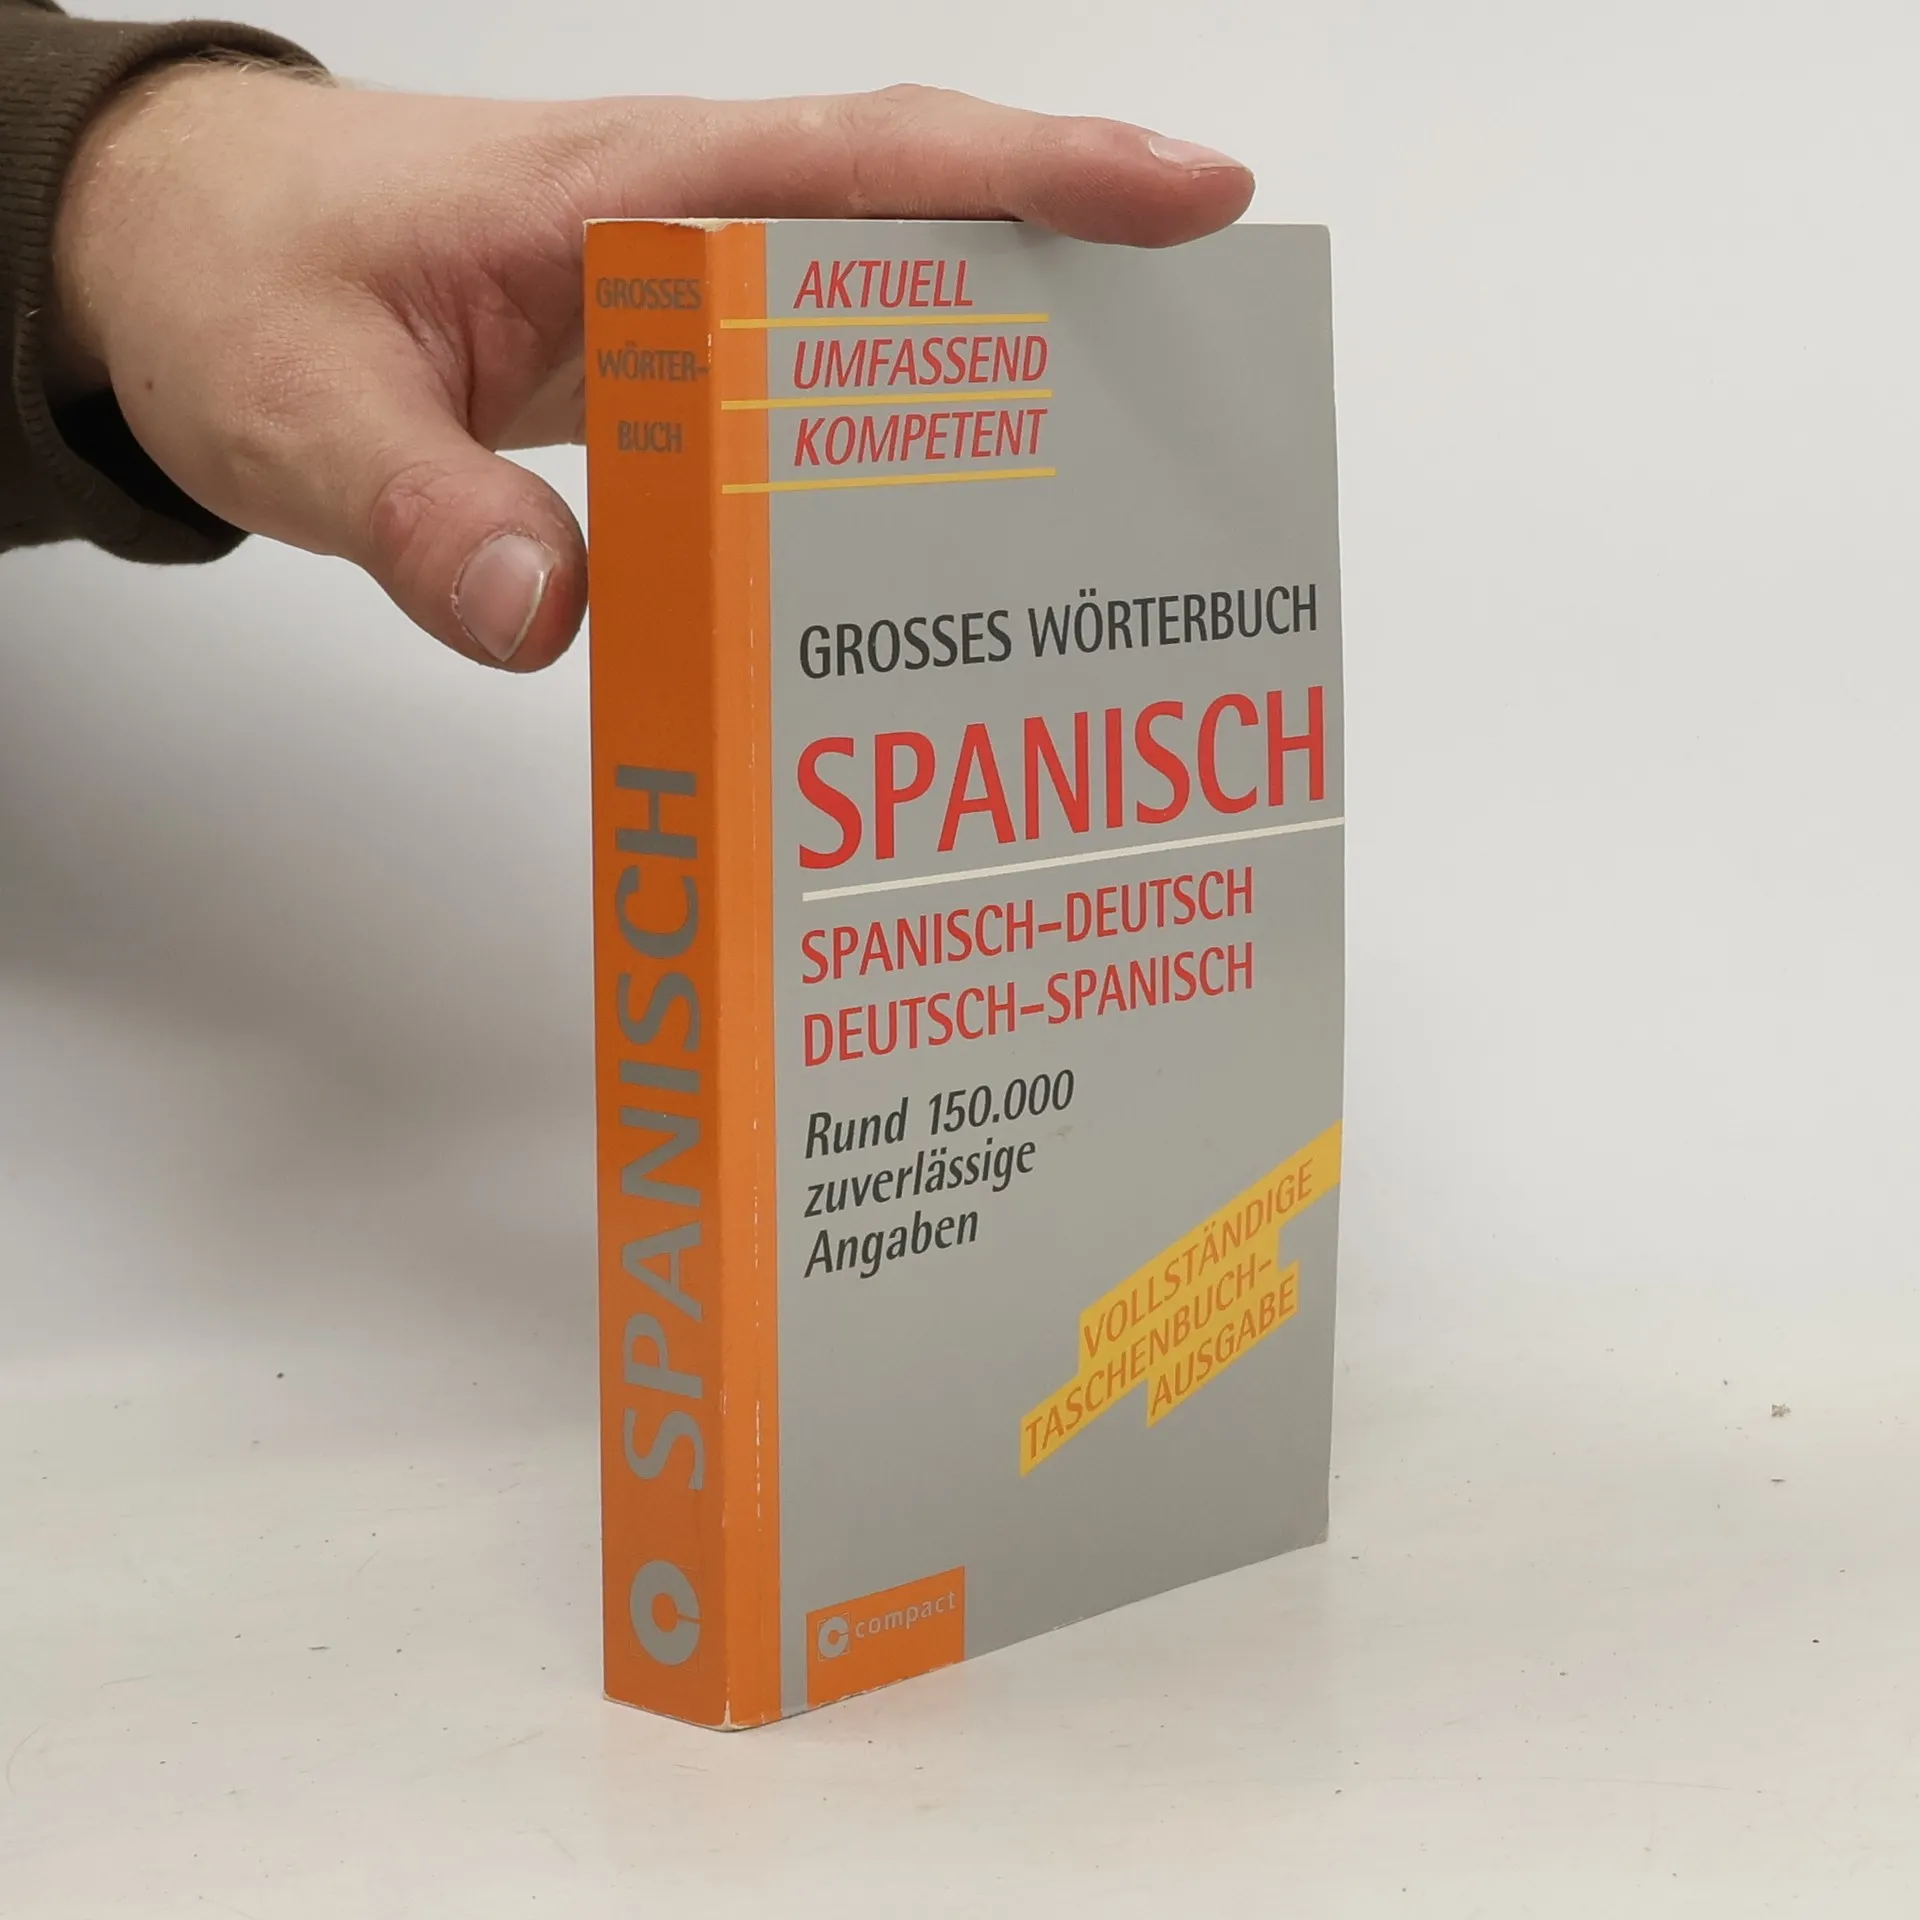 GROSSES
WÖRTER-
BUCH
SPANISCH
AKTUELL
UMFASSEND
KOMPETENT
GROSSES WÖRTERBUCH
SPANISCH
SPANISCH-DEUTSCH
DEUTSCH-SPANISCH
Rund 150.000
zuverlässige
Angaben
VOLLSTÄNDIGE
TASCHENBUCH-
AUSGABE
compact